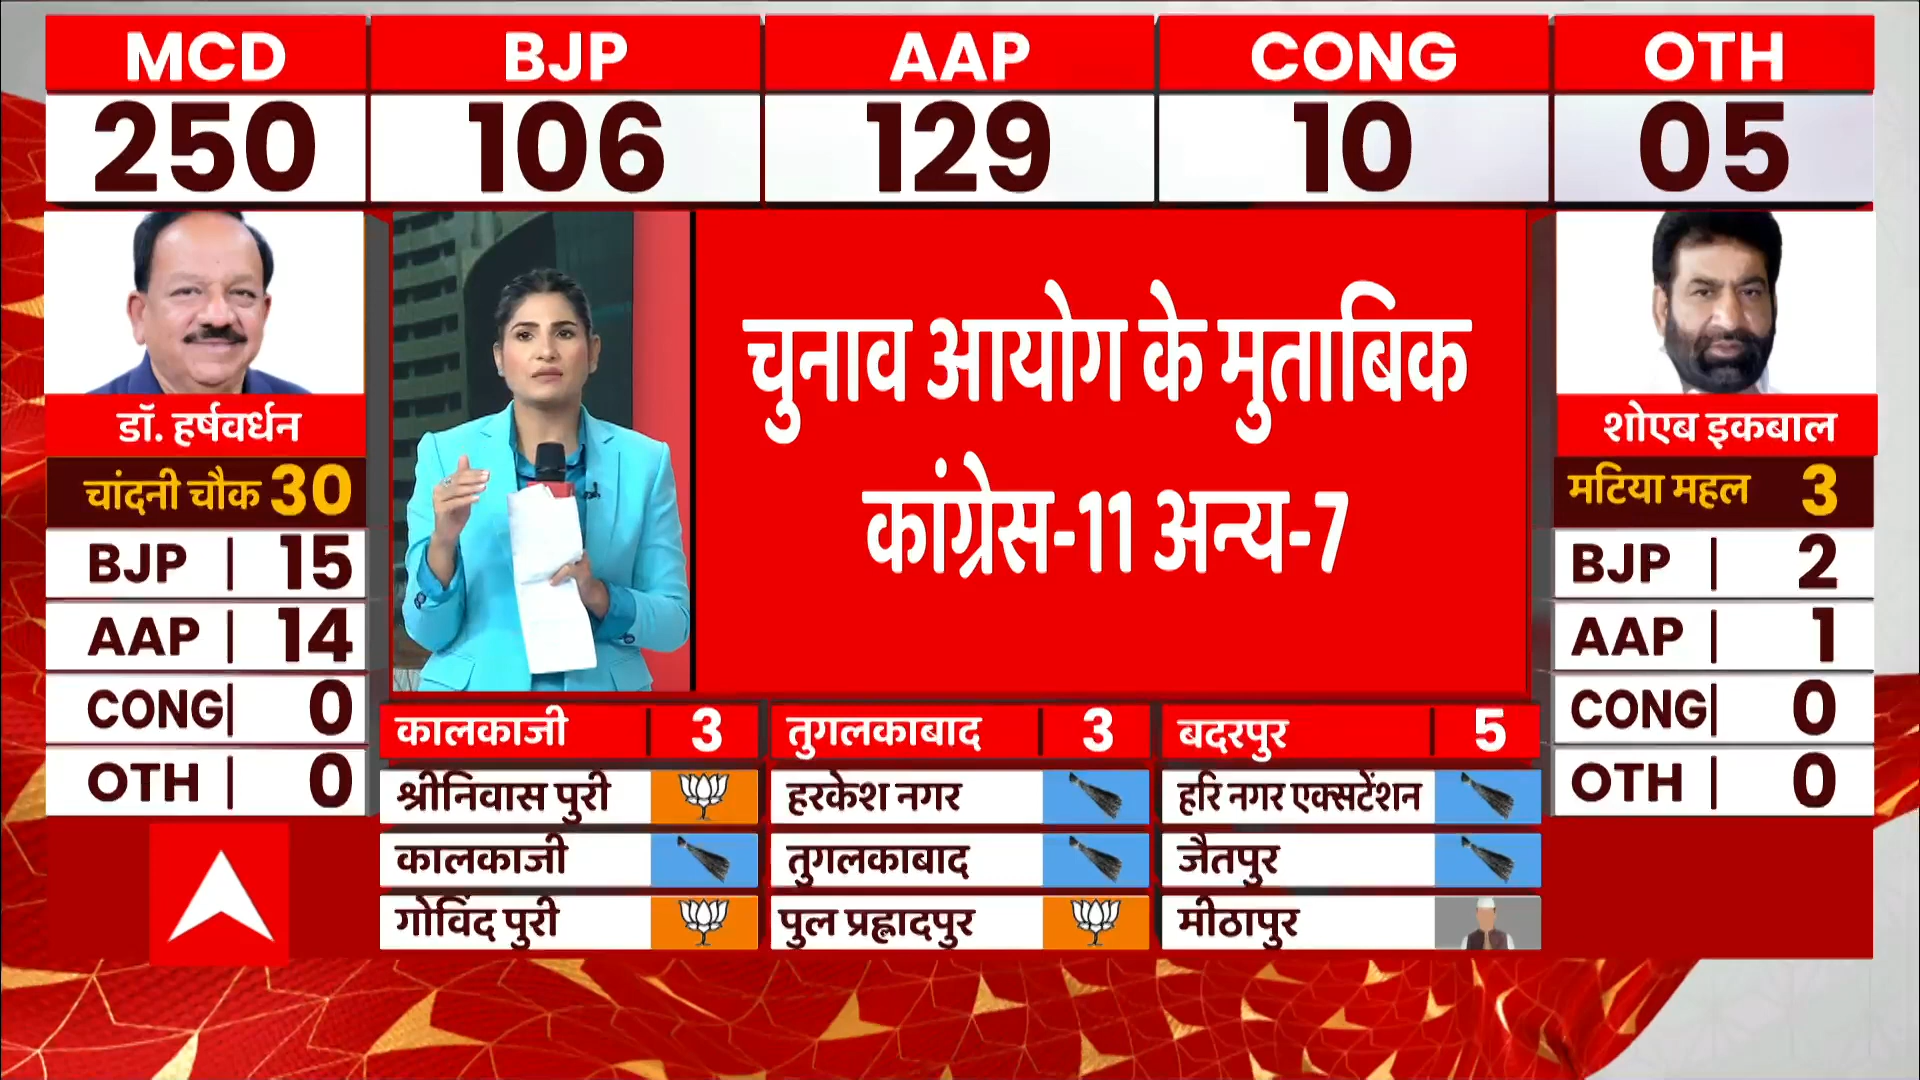 MCD BJP AAP CONG OTH
250 106 129 10 05
डॉ. हर्षवर्धन
चांदनी चौक 30
BJP | 15
AAP | 14
CONG| 0
OTH | 0
चुनाव आयोग के मुताबिक
कांग्रेस-11 अन्य-7
शोएब इकबाल
मटिया महल 3
BJP | 2
AAP | 1
CONG| 0
OTH | 0
कालकाजी 3
श्रीनिवास पुरी
कालकाजी
गोविंद पुरी
तुगलकाबाद 3
हरकेश नगर
तुगलकाबाद
पुल प्रह्लादपुर
बदरपुर 5
हरि नगर एक्सटेंशन
जैतपुर
मीठापुर